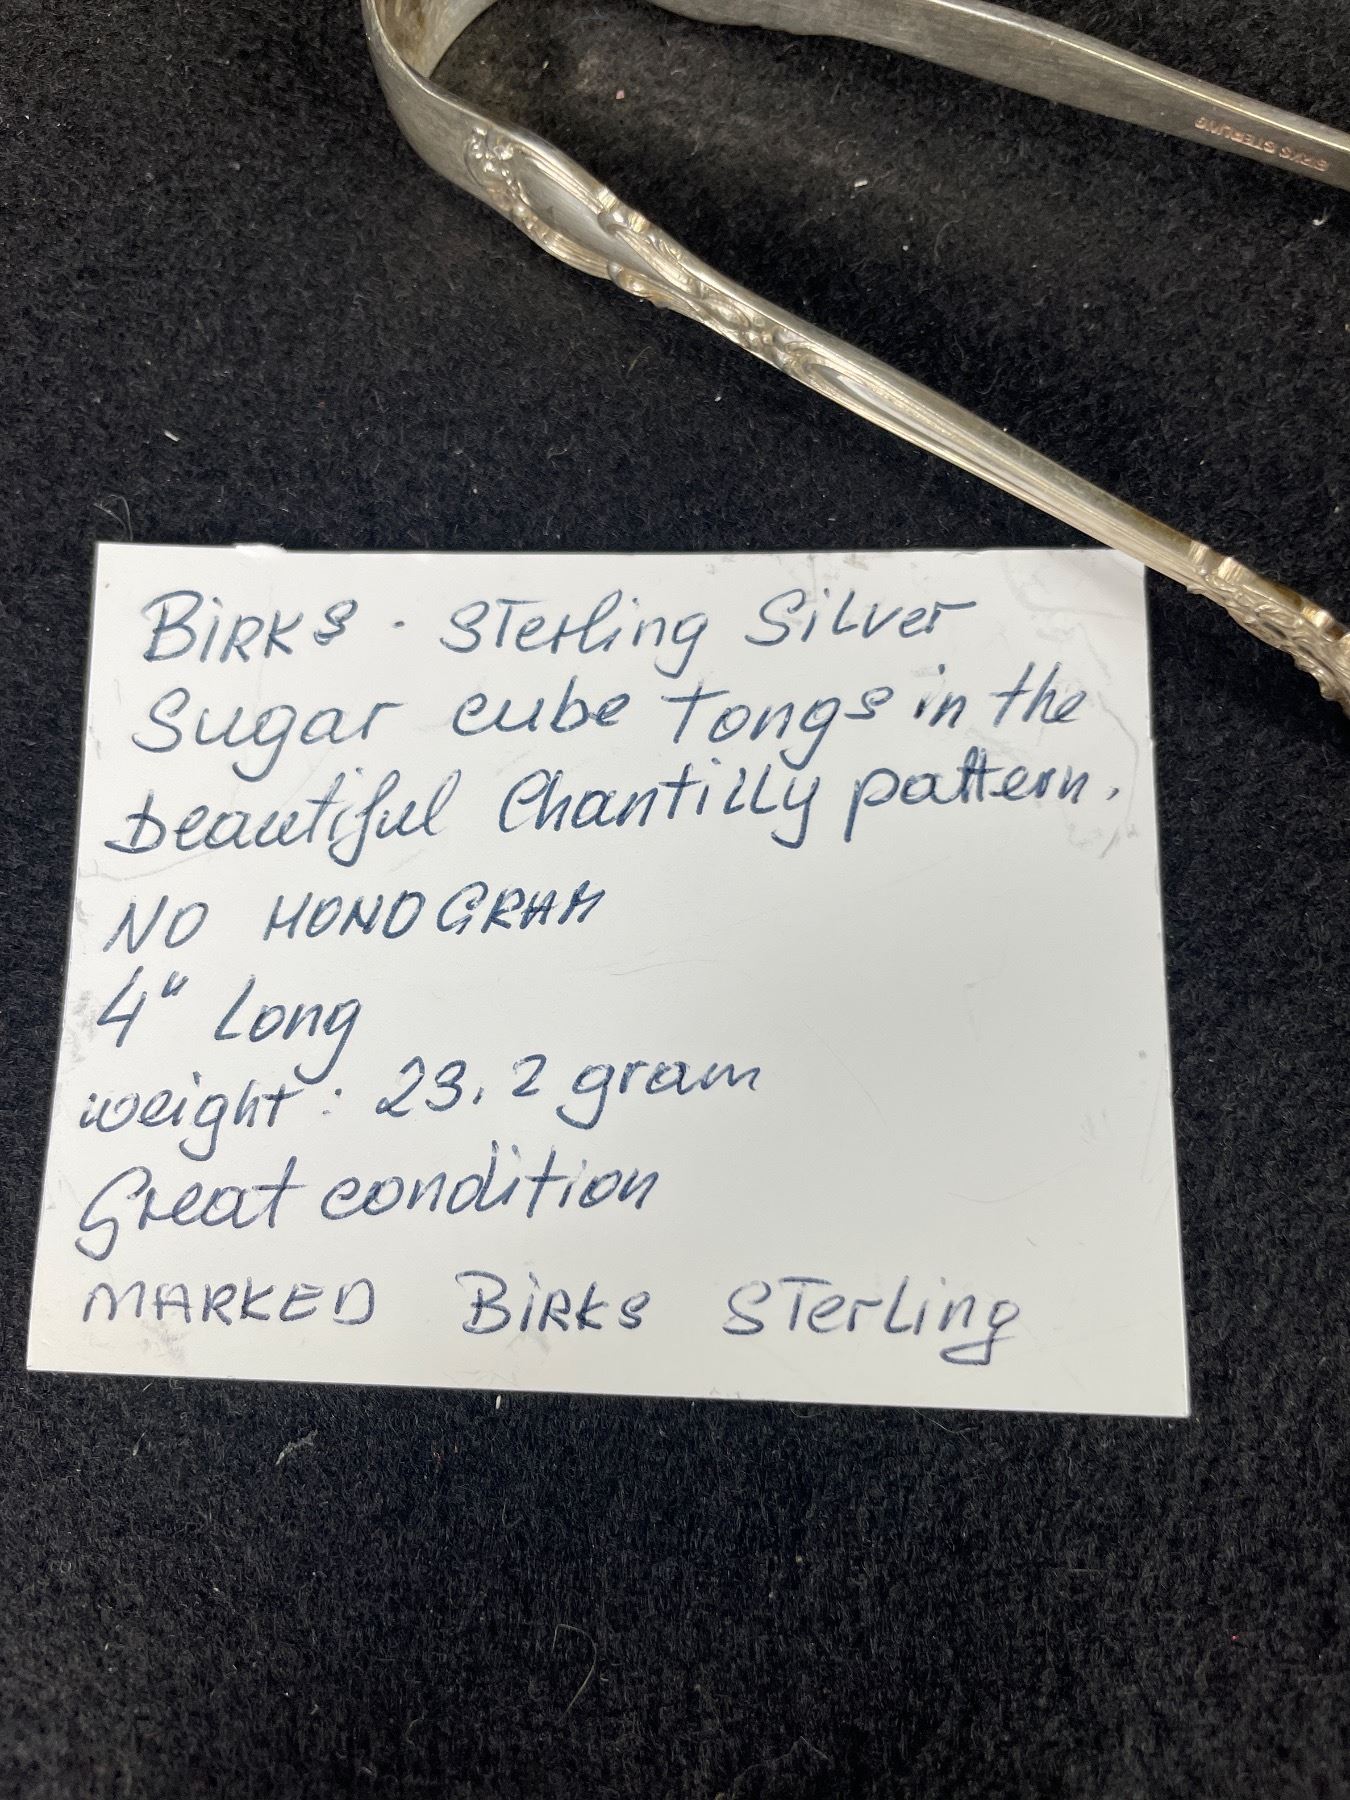 BIRKS STERLING
BiRKS · STerling SiLver
Sugar cube Tongs in the
beautiful ChantiLLy pattern.
NO MONOGRAM
4" Long
weight: 23.2 gram
Great condition
MARKED BiRKS STerLing